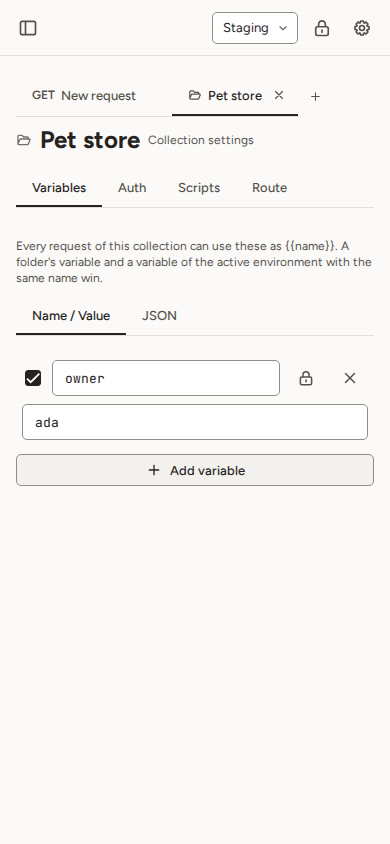 Staging
GET New request
Pet store
Pet store Collection settings
Variables Auth Scripts Route
Every request of this collection can use these as {{name}}. A
folder's variable and a variable of the active environment with the
same name win.
Name / Value JSON
owner
ada
Add variable